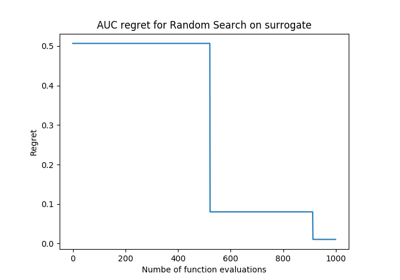 AUC regret for Random Search on surrogate
0.5
0.4
0.3
0.2
0.1
0.0
Regret
0 200 400 600 800 1000
Numbe of function evaluations